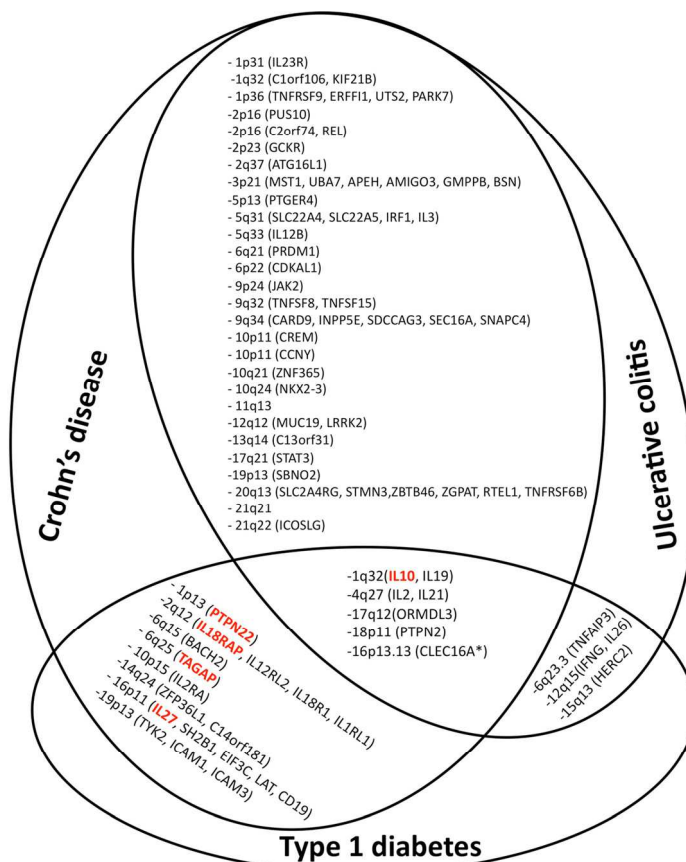 - 1p31 (IL23R)
-1q32 (C1orf106, KIF21B)
- 1p36 (TNFRSF9, ERFFI1, UTS2, PARK7)
-2p16 (PUS10)
-2p16 (C2orf74, REL)
-2p23 (GCKR)
- 2q37 (ATG16L1)
-3p21 (MST1, UBA7, APEH, AMIGO3, GMPPB, BSN)
-5p13 (PTGER4)
- 5q31 (SLC22A4, SLC22A5, IRF1, IL3)
- 5q33 (IL12B)
- 6q21 (PRDM1)
- 6p22 (CDKAL1)
- 9p24 (JAK2)
- 9q32 (TNFSF8, TNFSF15)
- 9q34 (CARD9, INPP5E, SDCCAG3, SEC16A, SNAPC4)
- 10p11 (CREM)
- 10p11 (CCNY)
-10q21 (ZNF365)
- 10q24 (NKX2-3)
- 11q13
-12q12 (MUC19, LRRK2)
-13q14 (C13orf31)
-17q21 (STAT3)
-19p13 (SBNO2)
- 20q13 (SLC2A4RG, STMN3,ZBTB46, ZGPAT, RTEL1, TNFRSF6B)
- 21q21
- 21q22 (ICOSLG)
Crohn's disease
Ulcerative colitis
-1q32(IL10, IL19)
-4q27 (IL2, IL21)
-17q12(ORMDL3)
-18p11 (PTPN2)
-16p13.13 (CLEC16A*)
- 1p13 (PTPN22)
-2q12 (IL18RAP, IL12RL2, IL18R1, IL1RL1)
-6q15 (BACH2)
- 6q25 (TAGAP)
- 10p15 (IL2RA)
-14q24 (ZFP36L1, C14orf181)
- 16p11 (IL27, SH2B1, EIF3C, LAT, CD19)
-19p13 (TYK2, ICAM1, ICAM3)
-6q23.3 (TNFAIP3)
-12q15(IFNG, IL26)
-15q13 (HERC2)
Type 1 diabetes